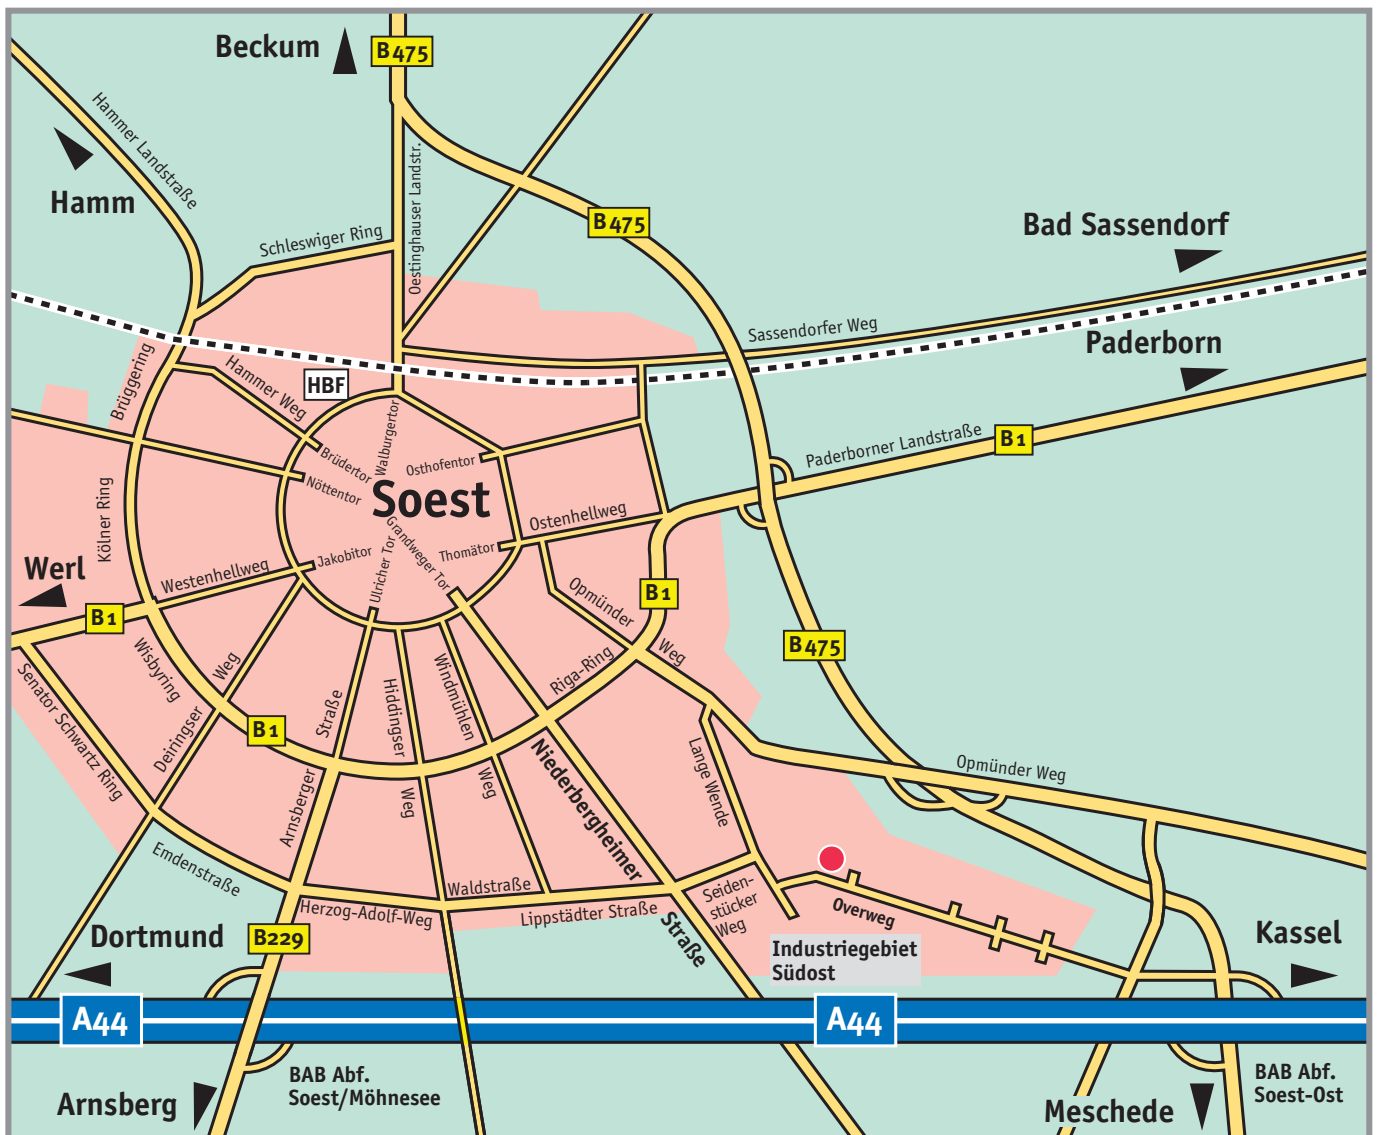 Beckum
B475
Hammer Landstraße
Hamm
Oestinghauser Landstr.
Schleswiger Ring
B475
Bad Sassendorf
Sassendorfer Weg
Paderborn
Brüggering
Hammer Weg
HBF
Walburgertor
Brüdertor
Osthofentor
Nöttentor
Paderborner Landstraße
B1
Soest
Kölner Ring
Ostenhellweg
Grandweger Tor
Thomätor
Jakobitor
Ulricher Tor
Werl
Westenhellweg
B1
Opmünder
Weg
B1
B475
Wisbyring
Riga-Ring
Senator Schwartz Ring
Deiringser
Weg
B1
Arnsberger
Straße
Hiddingser
Weg
Windmühlen
Weg
Niederbergheimer
Straße
Lange Wende
Opmünder Weg
Emdenstraße
Waldstraße
Herzog-Adolf-Weg
Lippstädter Straße
Seiden-
stücker
Weg
Overweg
Industriegebiet
Südost
Dortmund
B229
Kassel
A44
A44
BAB Abf.
Soest/Möhnesee
Arnsberg
BAB Abf.
Soest-Ost
Meschede